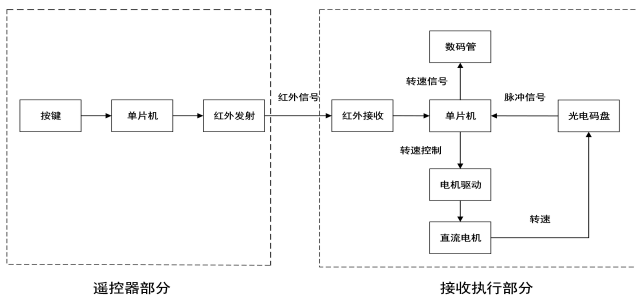 数码管
红外信号
转速信号
脉冲信号
按键
单片机
红外发射
红外接收
单片机
光电码盘
转速控制
电机驱动
转速
直流电机
遥控器部分
接收执行部分